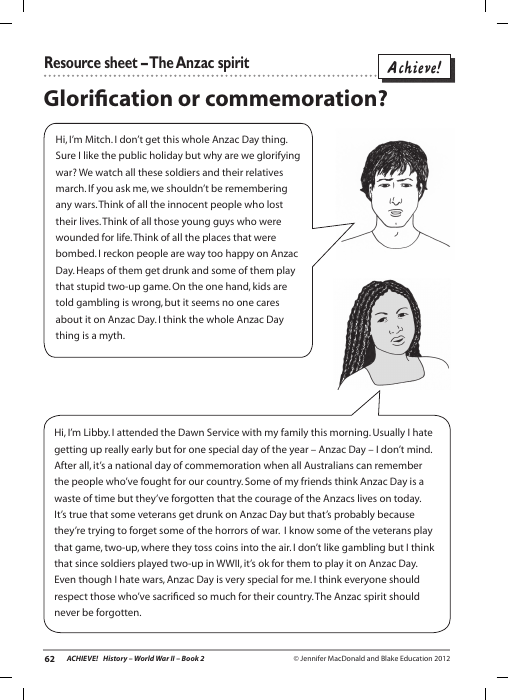 Resource sheet – The Anzac spirit
Achieve!
Glorification or commemoration?
Hi, I'm Mitch. I don't get this whole Anzac Day thing.
Sure I like the public holiday but why are we glorifying
war? We watch all these soldiers and their relatives
march. If you ask me, we shouldn't be remembering
any wars. Think of all the innocent people who lost
their lives. Think of all those young guys who were
wounded for life. Think of all the places that were
bombed. I reckon people are way too happy on Anzac
Day. Heaps of them get drunk and some of them play
that stupid two-up game. On the one hand, kids are
told gambling is wrong, but it seems no one cares
about it on Anzac Day. I think the whole Anzac Day
thing is a myth.
Hi, I'm Libby. I attended the Dawn Service with my family this morning. Usually I hate
getting up really early but for one special day of the year – Anzac Day – I don't mind.
After all, it's a national day of commemoration when all Australians can remember
the people who've fought for our country. Some of my friends think Anzac Day is a
waste of time but they've forgotten that the courage of the Anzacs lives on today.
It's true that some veterans get drunk on Anzac Day but that's probably because
they're trying to forget some of the horrors of war. I know some of the veterans play
that game, two-up, where they toss coins into the air. I don't like gambling but I think
that since soldiers played two-up in WWII, it's ok for them to play it on Anzac Day.
Even though I hate wars, Anzac Day is very special for me. I think everyone should
respect those who've sacrificed so much for their country. The Anzac spirit should
never be forgotten.
62 ACHIEVE! History – World War II – Book 2 © Jennifer MacDonald and Blake Education 2012